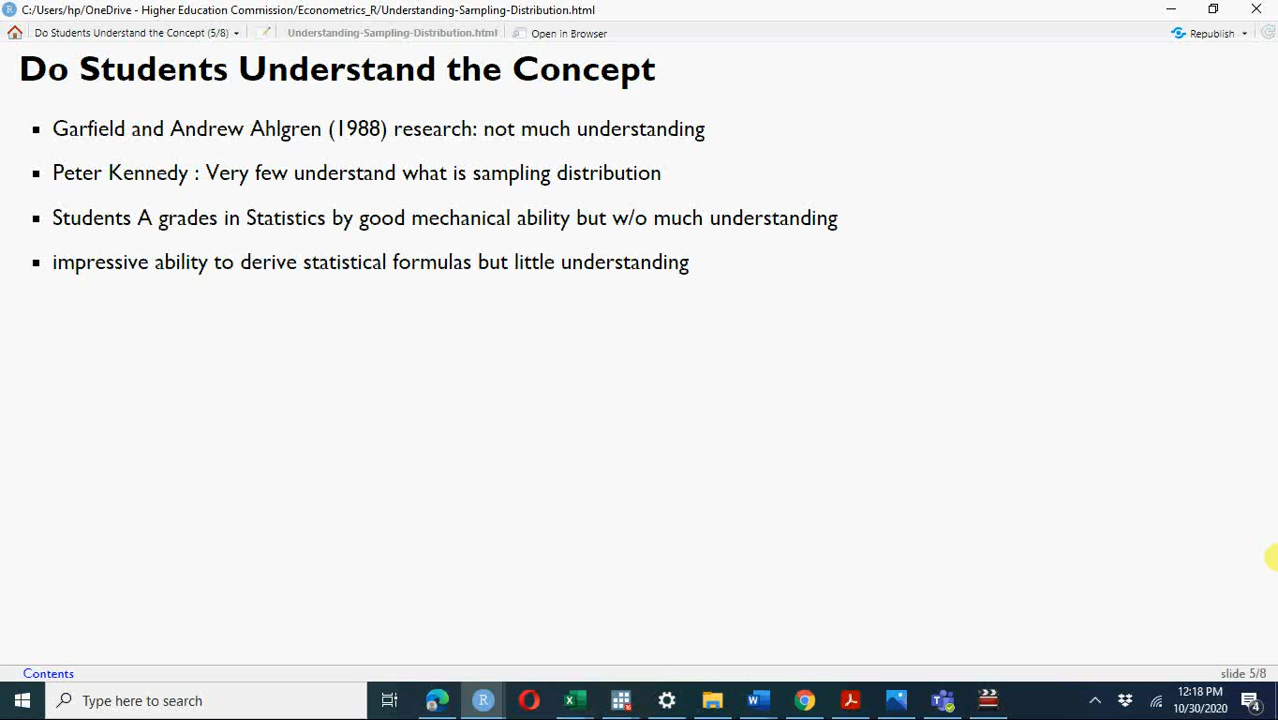 C:/Users/hp/OneDrive - Higher Education Commission/Econometrics_R/Understanding-Sampling-Distribution.html
Do Students Understand the Concept (5/8)
Understanding-Sampling-Distribution.html
Open in Browser
Republish
Do Students Understand the Concept
Garfield and Andrew Ahlgren (1988) research: not much understanding
Peter Kennedy : Very few understand what is sampling distribution
Students A grades in Statistics by good mechanical ability but w/o much understanding
impressive ability to derive statistical formulas but little understanding
Contents
slide 5/8
Type here to search
12:18 PM
10/30/2020
4